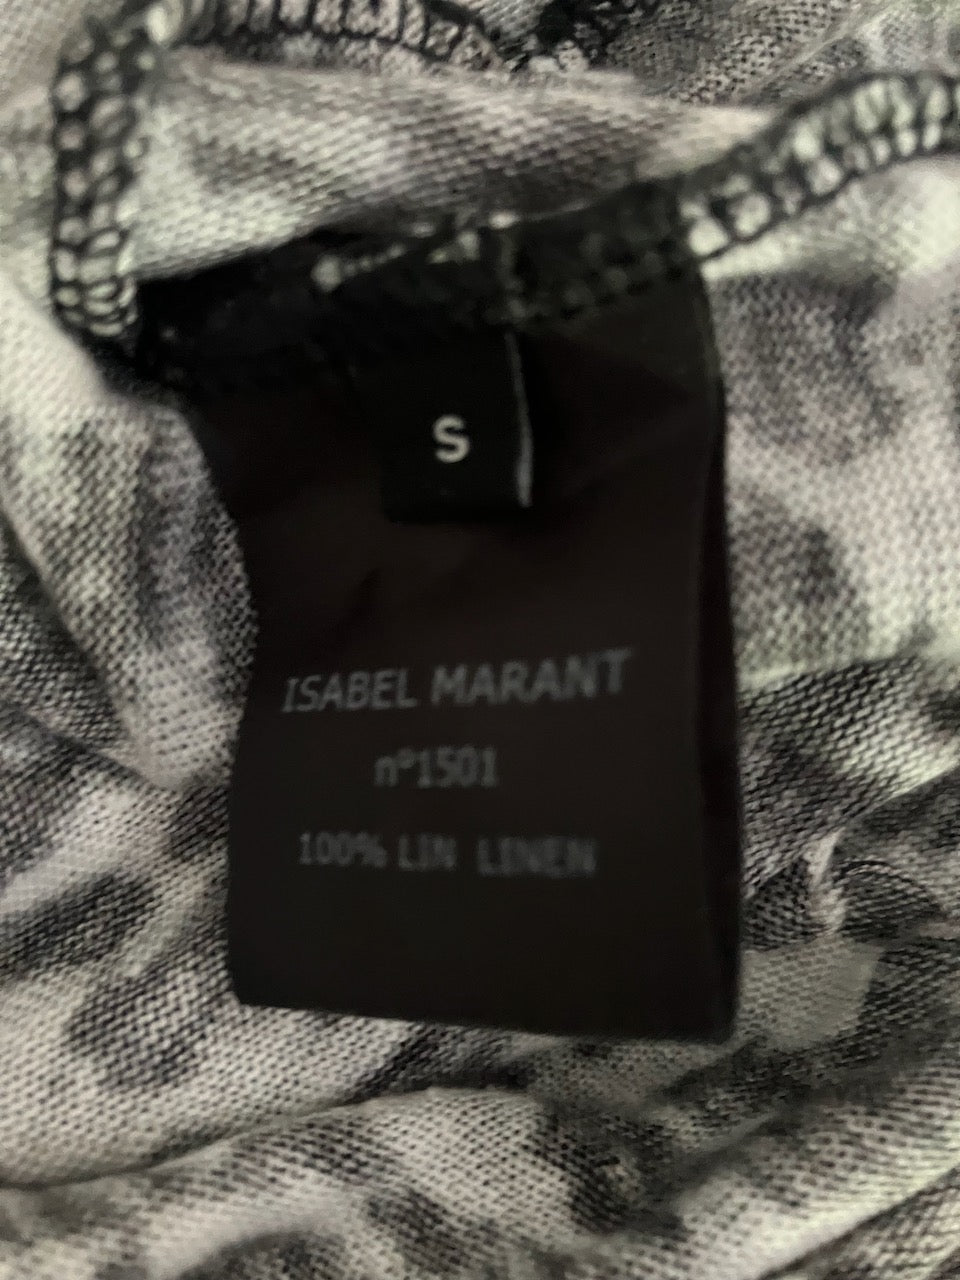 S
ISABEL MARANT
n°1501
100% LIN LINEN